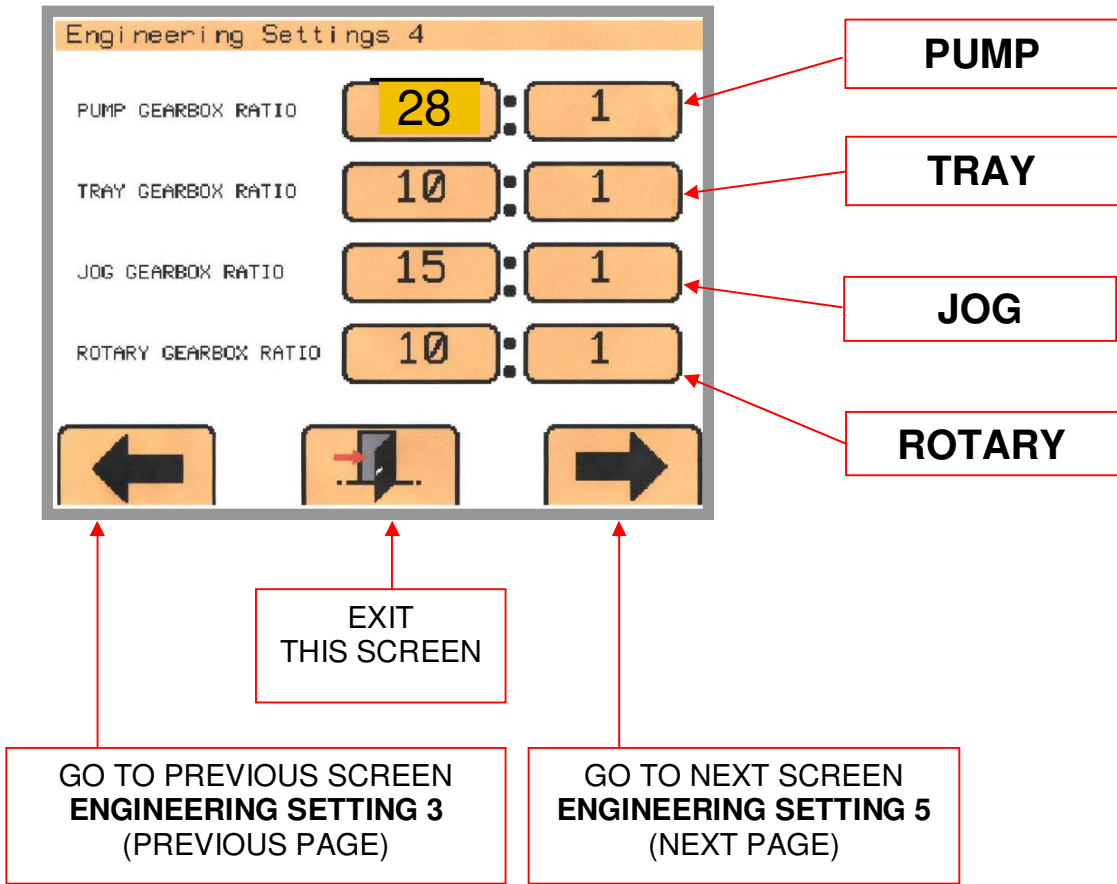 Engineering Settings 4
PUMP GEARBOX RATIO 28 : 1
TRAY GEARBOX RATIO 10 : 1
JOG GEARBOX RATIO 15 : 1
ROTARY GEARBOX RATIO 10 : 1
PUMP
TRAY
JOG
ROTARY
EXIT
THIS SCREEN
GO TO PREVIOUS SCREEN
ENGINEERING SETTING 3
(PREVIOUS PAGE)
GO TO NEXT SCREEN
ENGINEERING SETTING 5
(NEXT PAGE)